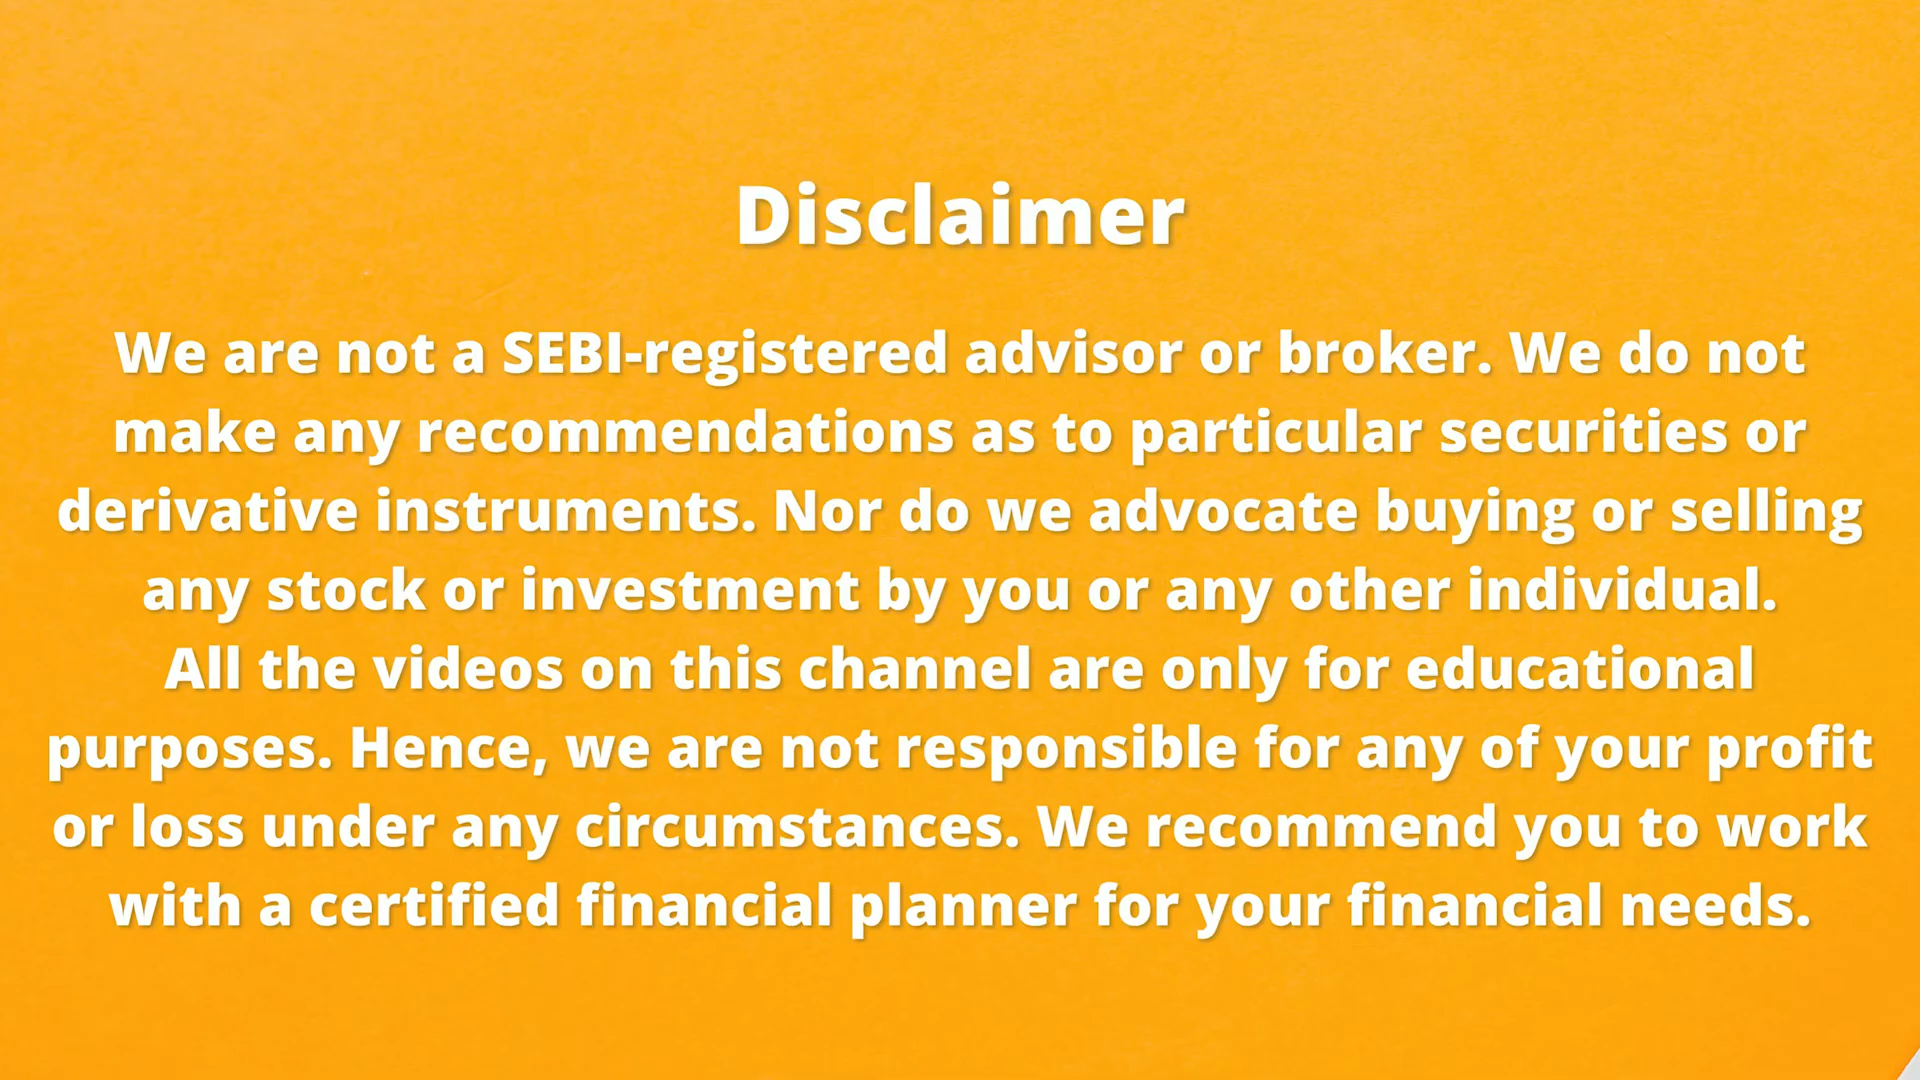 Disclaimer
We are not a SEBI-registered advisor or broker. We do not
make any recommendations as to particular securities or
derivative instruments. Nor do we advocate buying or selling
any stock or investment by you or any other individual.
All the videos on this channel are only for educational
purposes. Hence, we are not responsible for any of your profit
or loss under any circumstances. We recommend you to work
with a certified financial planner for your financial needs.